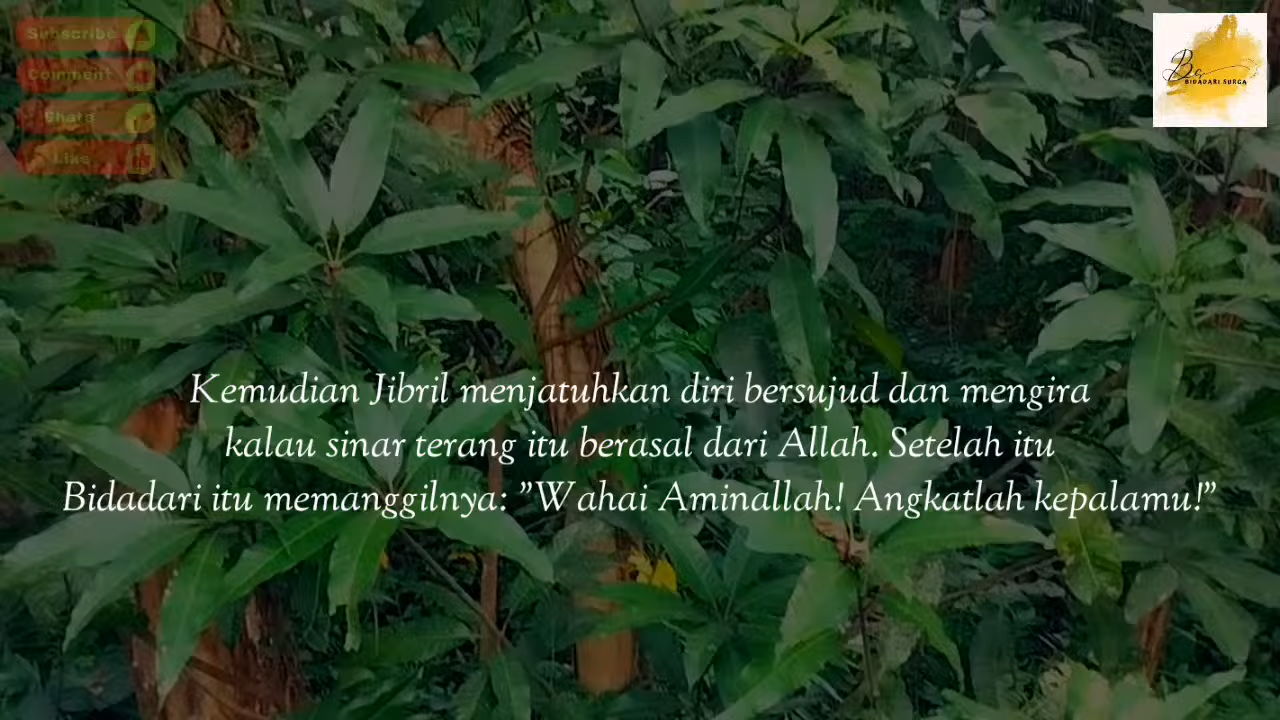 Subscribe
Comment
Share
Like
Be
BIDADARI SURGA
Kemudian Jibril menjatuhkan diri bersujud dan mengira
kalau sinar terang itu berasal dari Allah. Setelah itu
Bidadari itu memanggilnya: ”Wahai Aminallah! Angkatlah kepalamu!”